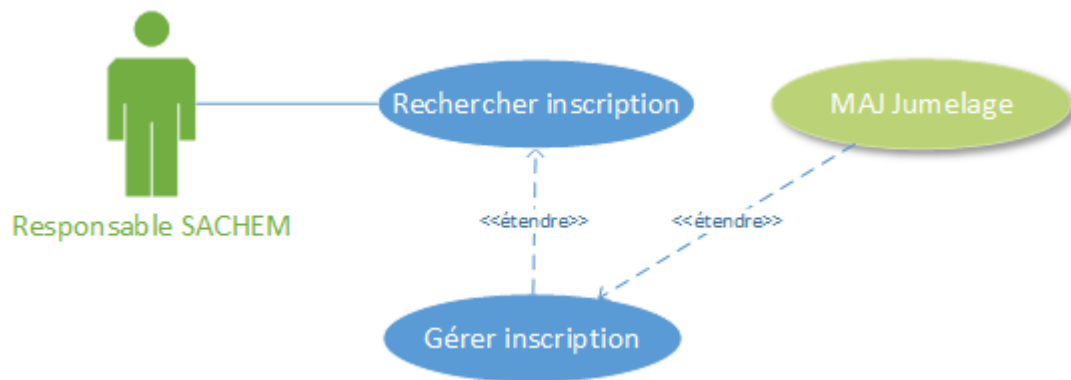 Rechercher inscription
MAJ Jumelage
Responsable SACHEM
<<étendre>>
<<étendre>>
Gérer inscription